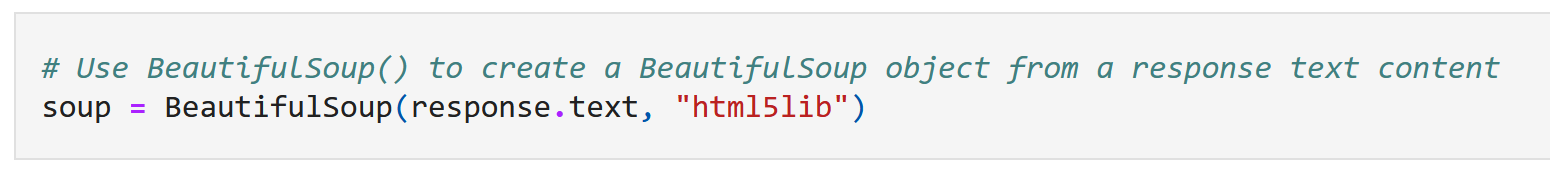 # Use BeautifulSoup() to create a BeautifulSoup object from a response text content
soup = BeautifulSoup(response.text, "html5lib")